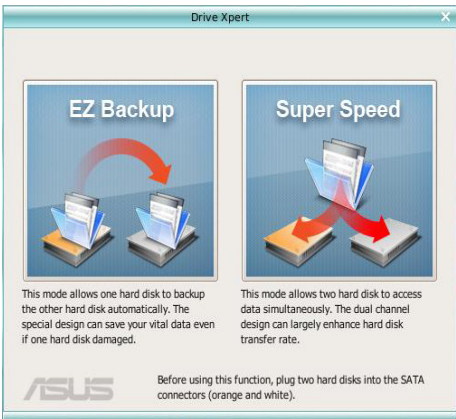 Drive Xpert
X
EZ Backup
Super Speed
This mode allows one hard disk to backup
the other hard disk automatically. The
special design can save your vital data even
if one hard disk damaged.
This mode allows two hard disk to access
data simultaneously. The dual channel
design can largely enhance hard disk
transfer rate.
ASUS
Before using this function, plug two hard disks into the SATA
connectors (orange and white).